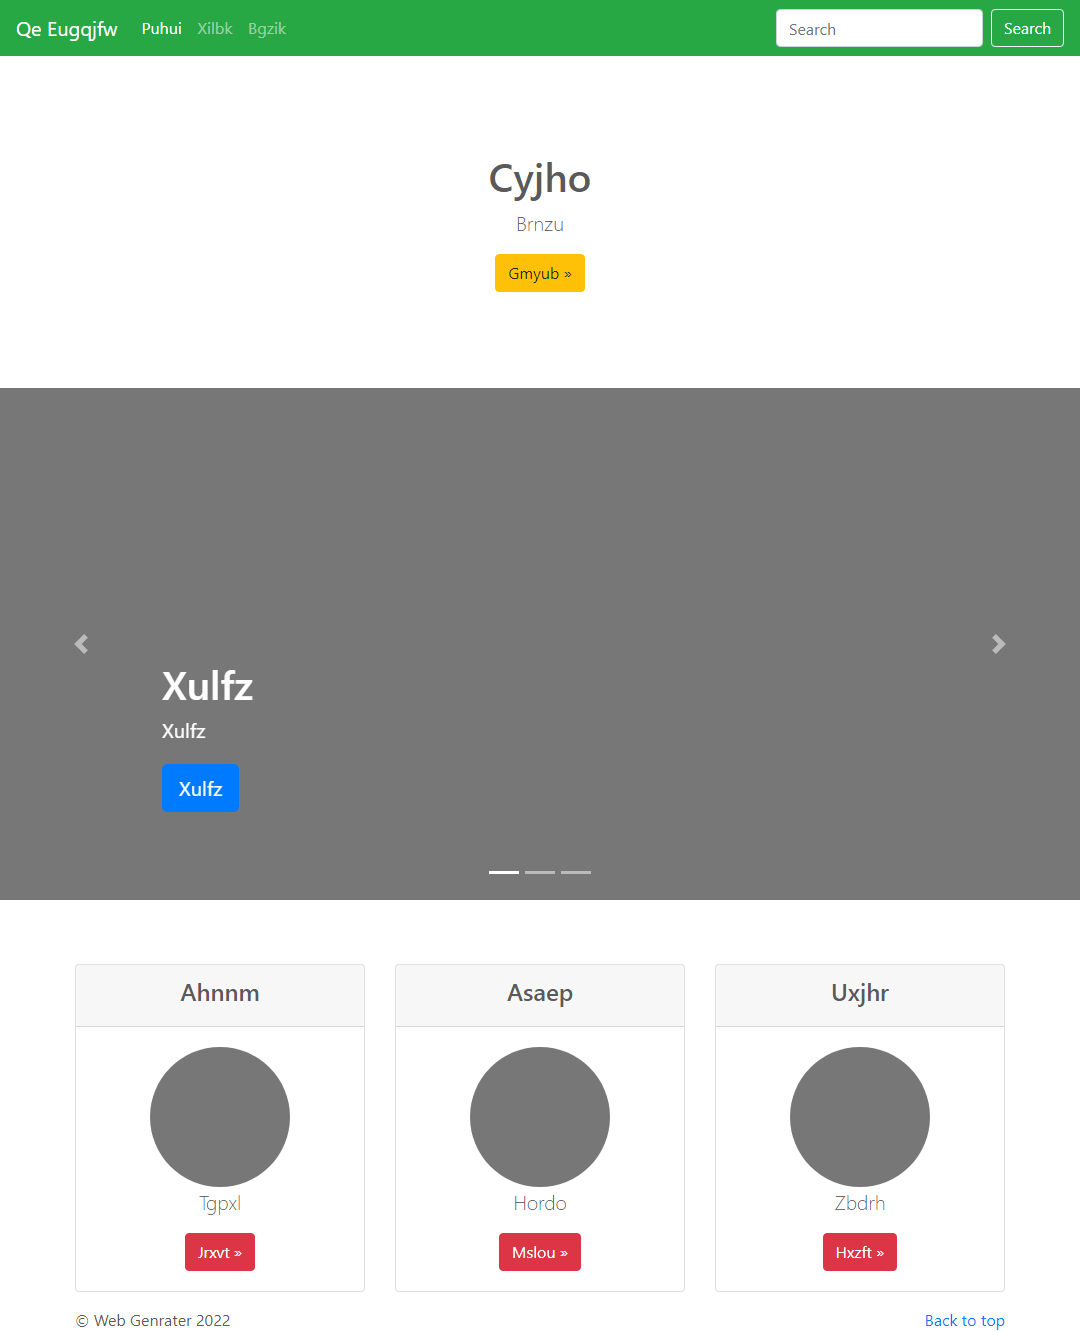 Qe Eugqjfw Puhui Xilbk Bgzik Search Search
Cyjho
Brnzu
Gmyub »
Xulfz
Xulfz
Xulfz
Ahnnm Asaep Uxjhr
Tgpxl Hordo Zbdrh
Jrxvt » Mslou » Hxzft »
© Web Genrater 2022 Back to top